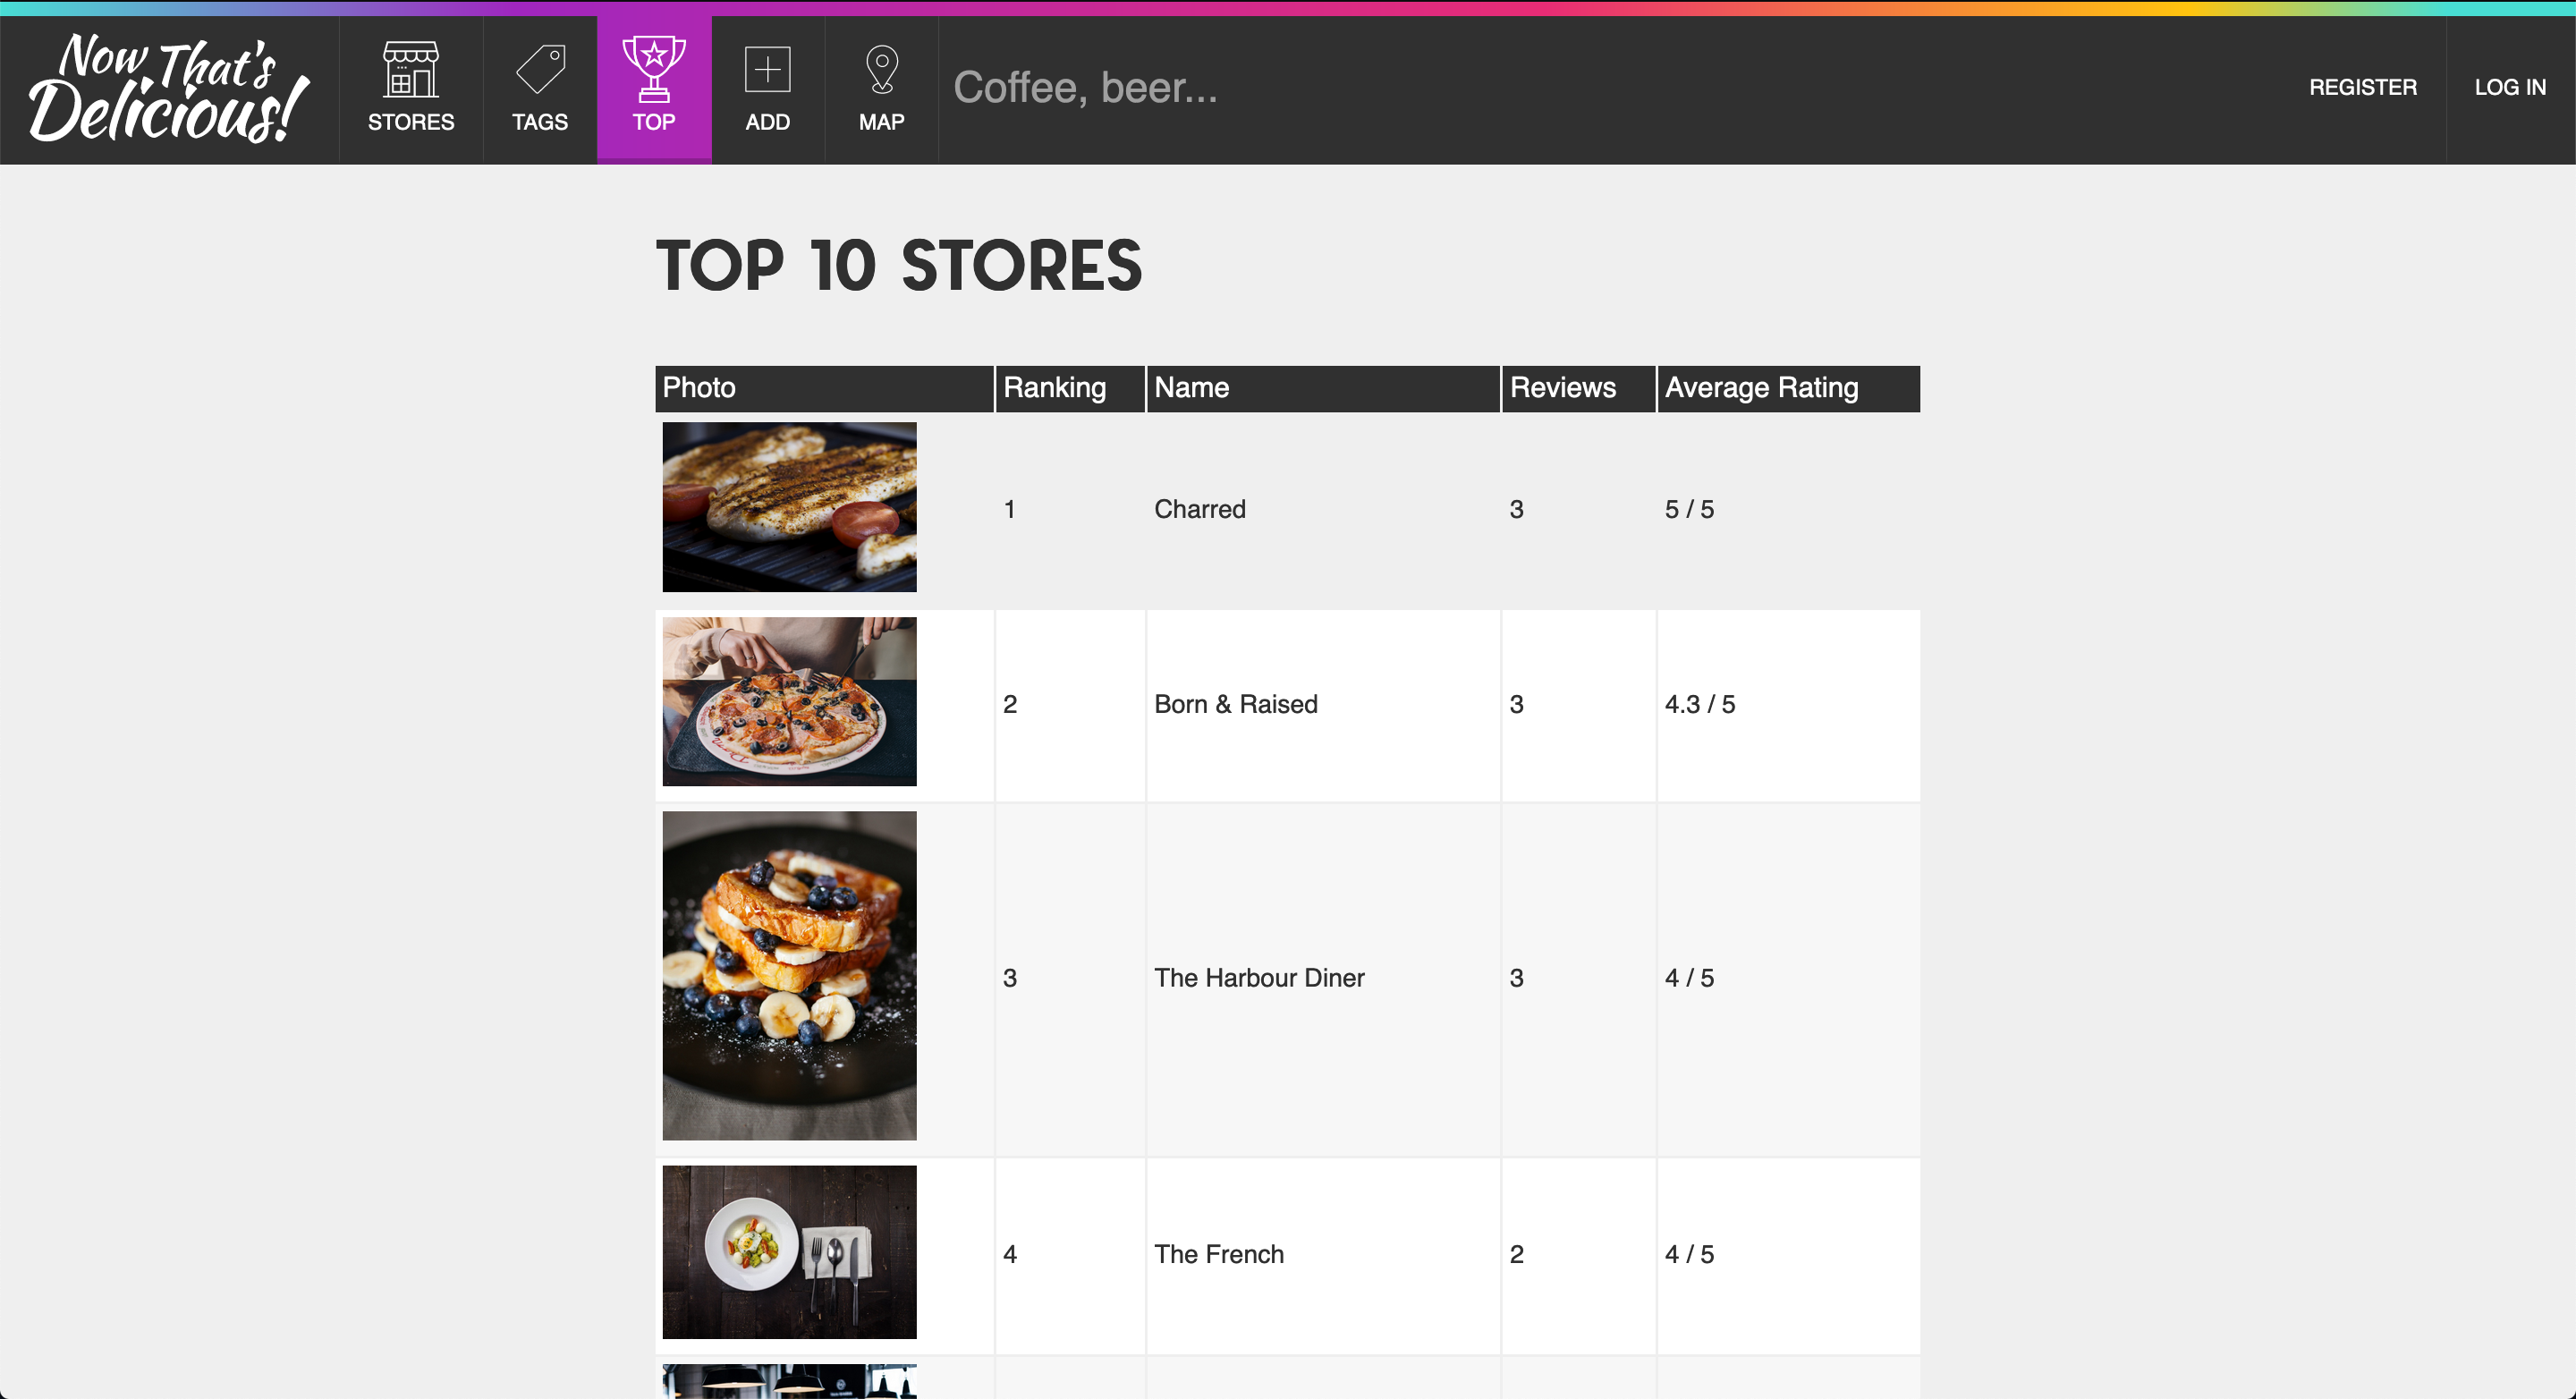 Now That's
Delicious!
STORES
TAGS
TOP
ADD
MAP
Coffee, beer...
REGISTER
LOG IN
TOP 10 STORES
Photo Ranking Name Reviews Average Rating
1 Charred 3 5 / 5
2 Born & Raised 3 4.3 / 5
3 The Harbour Diner 3 4 / 5
4 The French 2 4 / 5